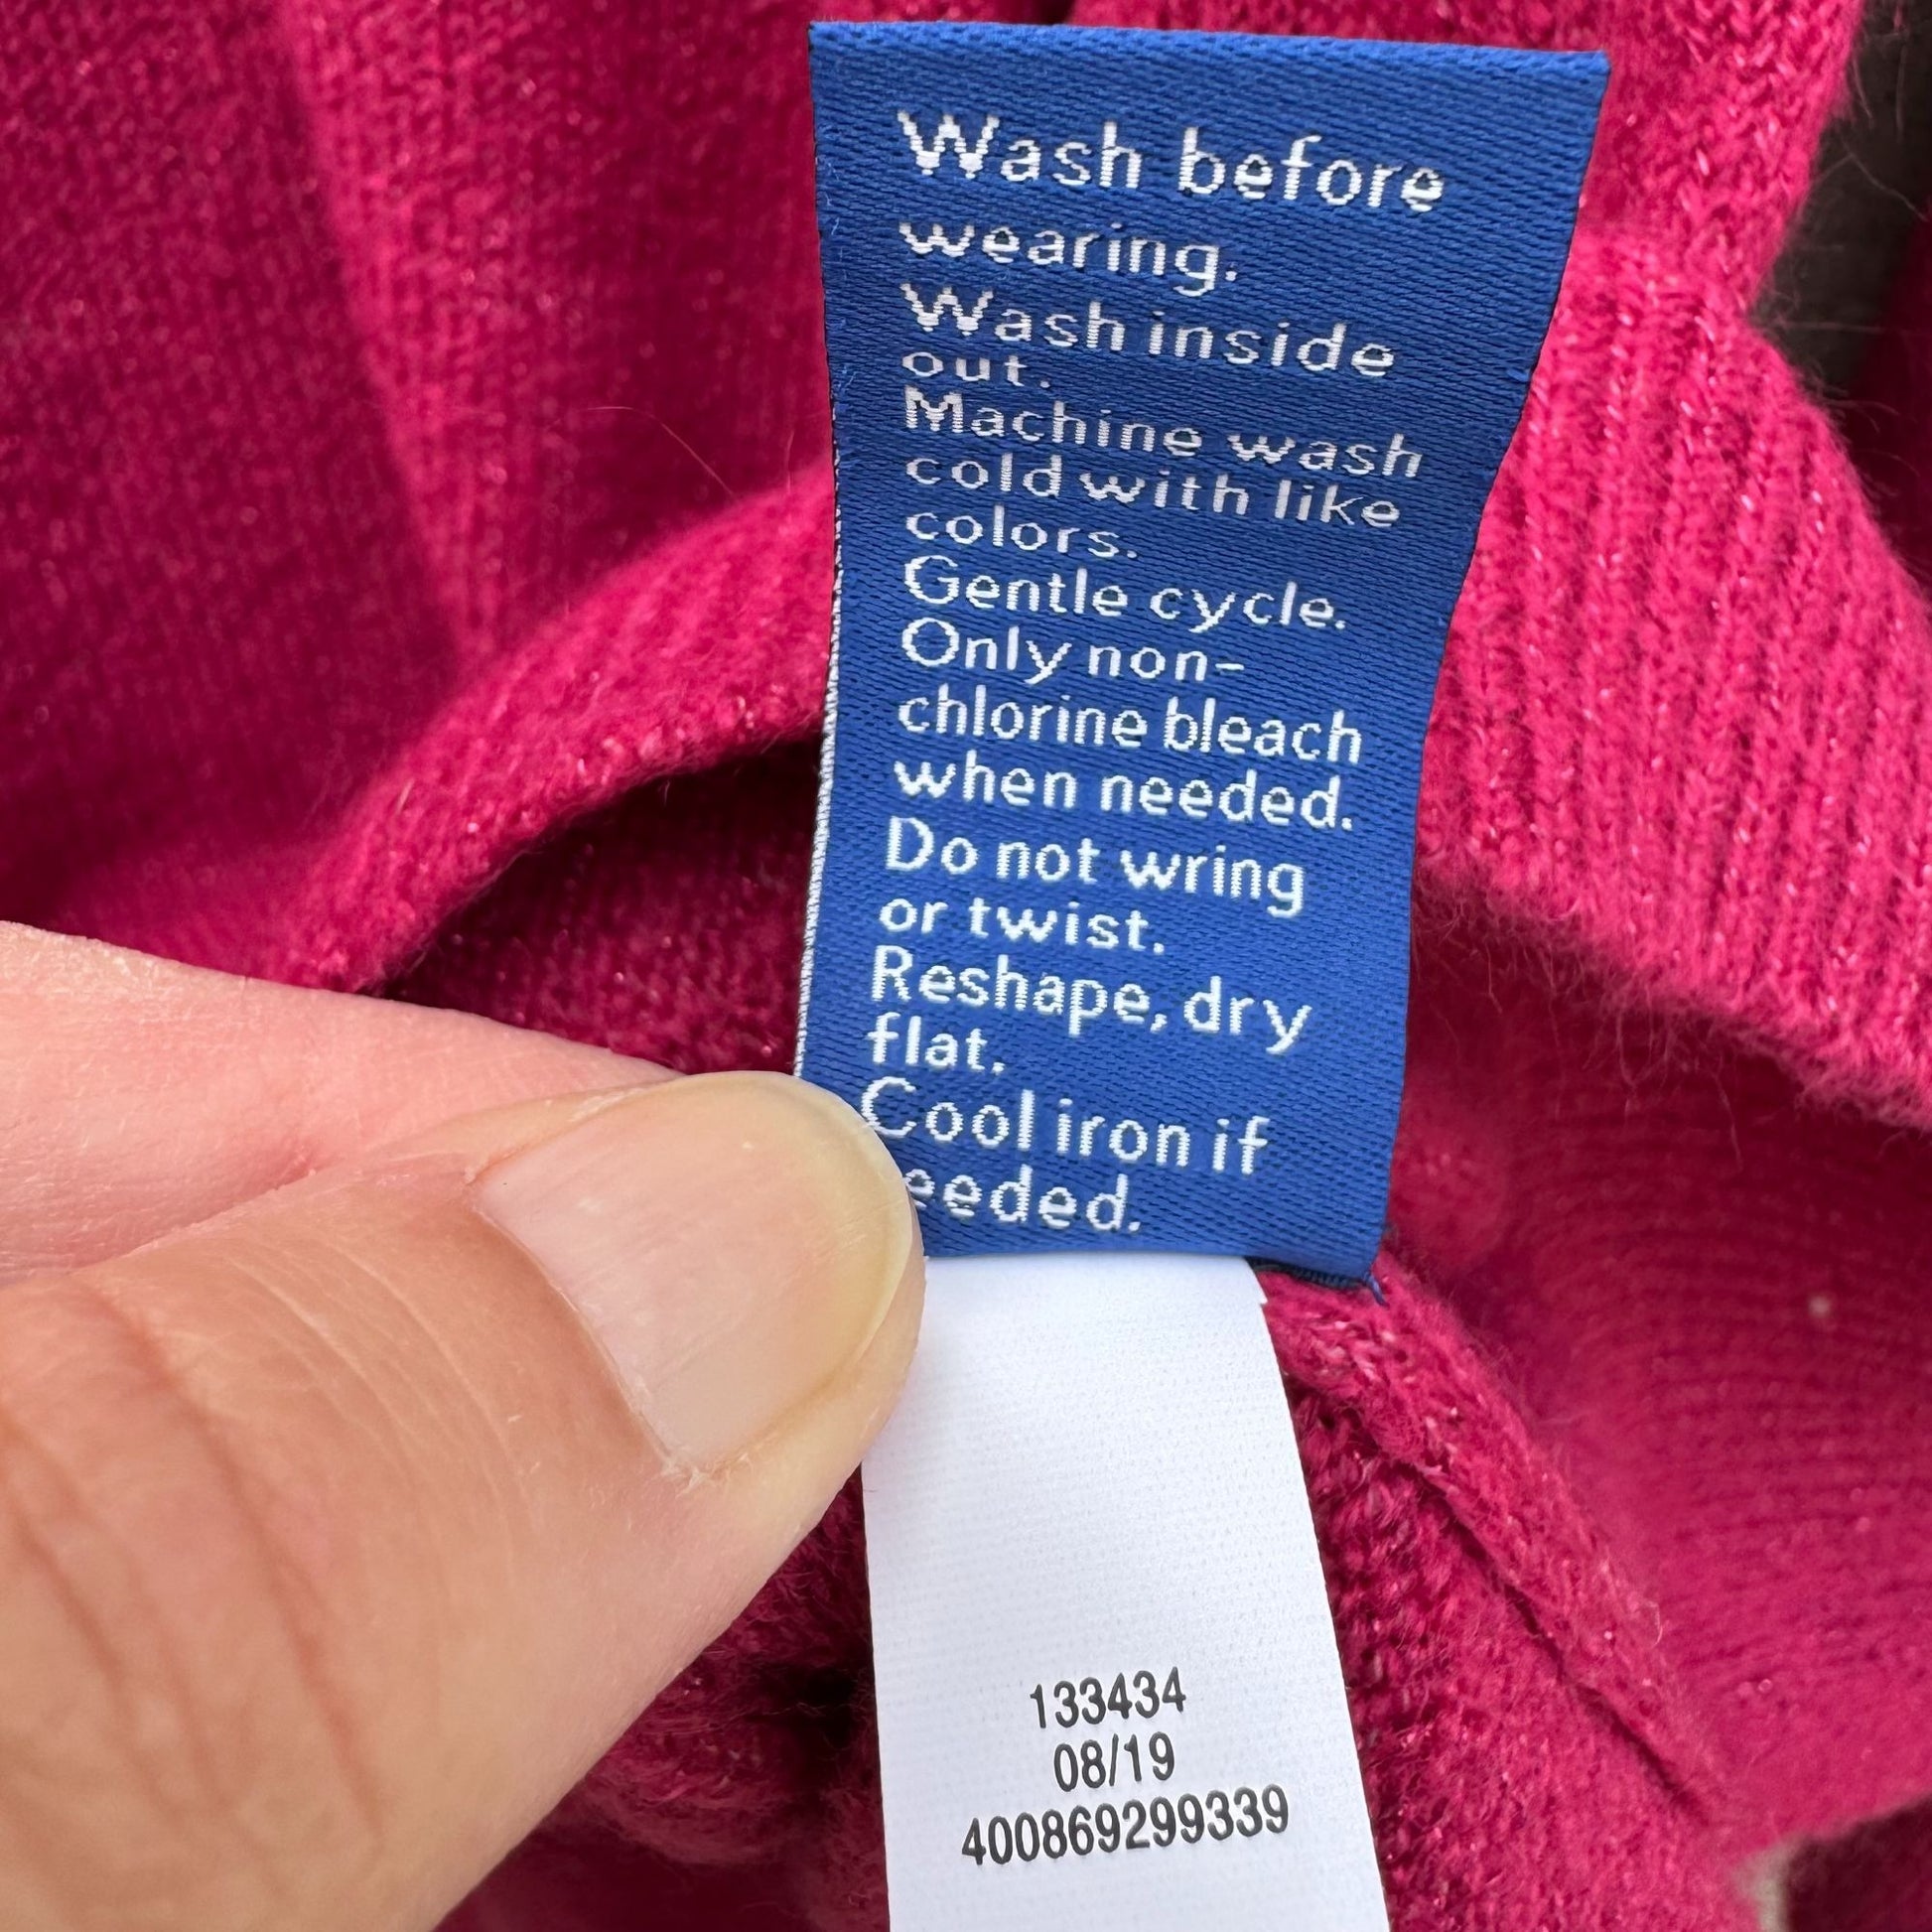 Wash before
wearing.
Wash inside
out.
Machine wash
cold with like
colors.
Gentle cycle.
Only non-
chlorine bleach
when needed.
Do not wring
or twist.
Reshape, dry
flat.
Cool iron if
eeded.
133434
08/19
400869299339